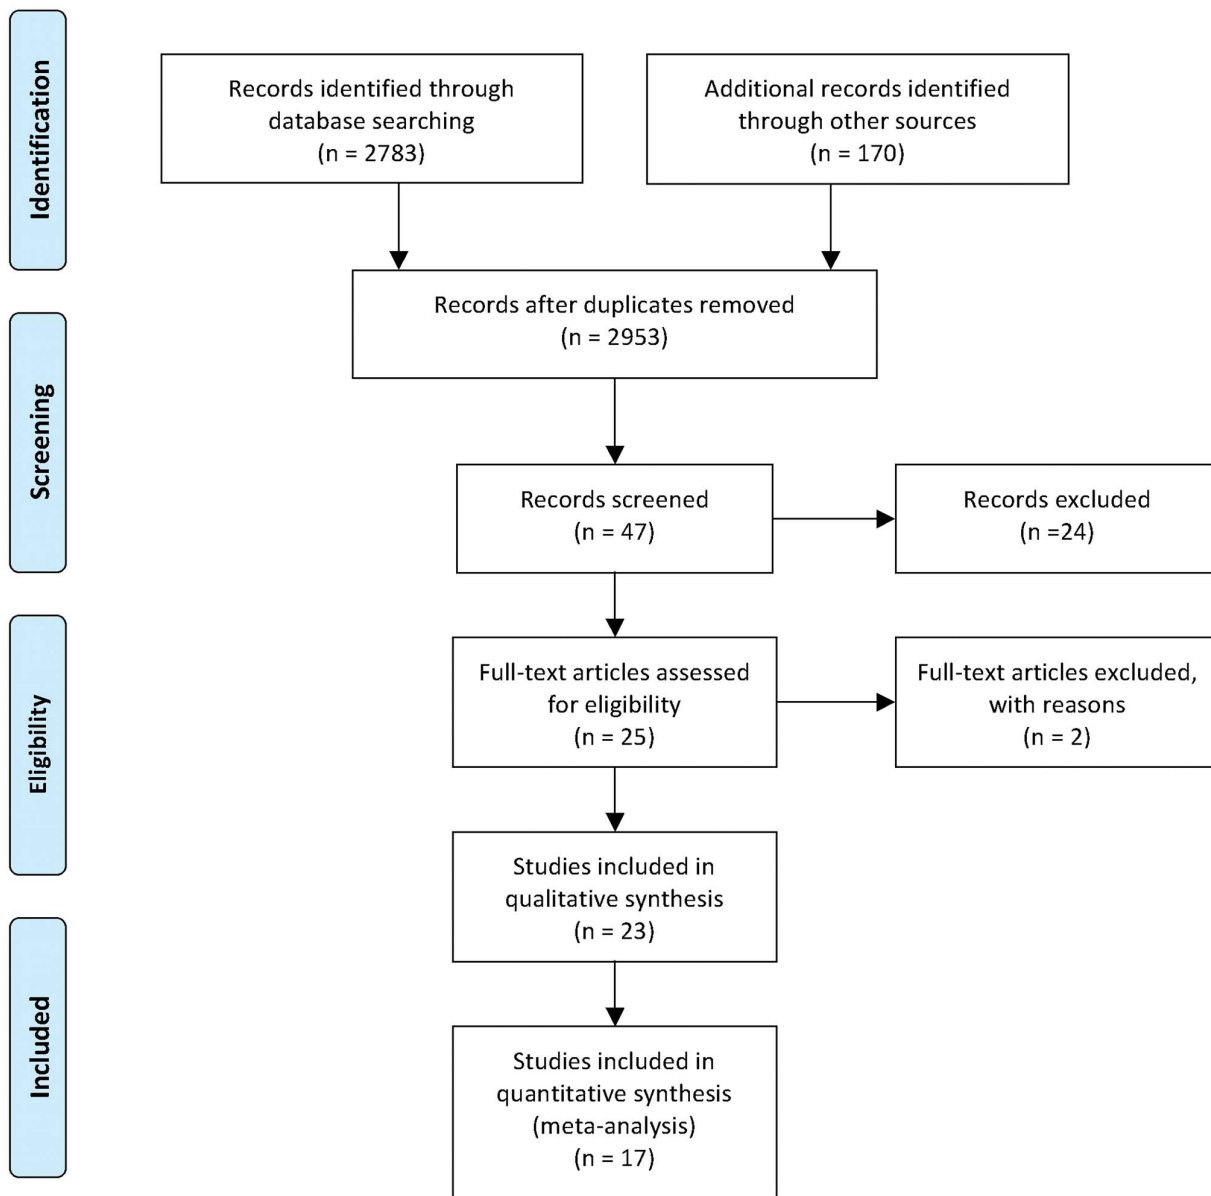 Identification
Records identified through
database searching
(n = 2783)
Additional records identified
through other sources
(n = 170)
Records after duplicates removed
(n = 2953)
Screening
Records screened
(n = 47)
Records excluded
(n =24)
Eligibility
Full-text articles assessed
for eligibility
(n = 25)
Full-text articles excluded,
with reasons
(n = 2)
Studies included in
qualitative synthesis
(n = 23)
Included
Studies included in
quantitative synthesis
(meta-analysis)
(n = 17)